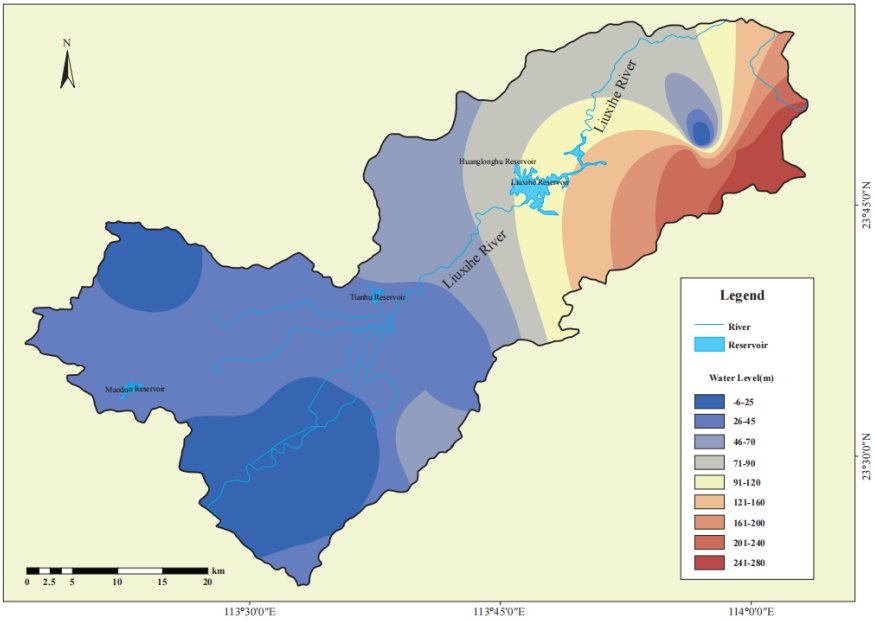 N
Liuxihe River
Huanglonghu Reservoir
Liuxihe Reservoir
Liuxihe River
Tianhu Reservoir
Legend
River
Reservoir
Water Level(m)
-6-25
26-45
46-70
71-90
91-120
121-160
161-200
201-240
241-280
0 2.5 5 10 15 20 km
113°30'0"E
113°45'0"E
114°0'0"E
23°45'0"N
23°30'0"N